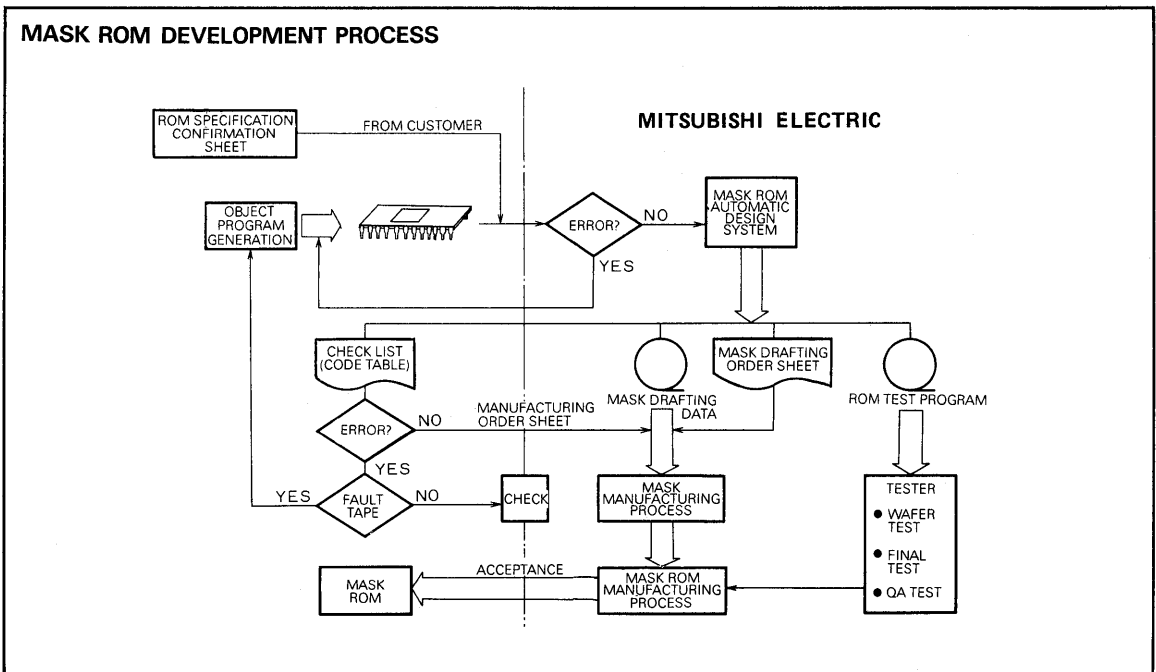 MASK ROM DEVELOPMENT PROCESS
ROM SPECIFICATION
CONFIRMATION
SHEET
FROM CUSTOMER
MITSUBISHI ELECTRIC
OBJECT
PROGRAM
GENERATION
ERROR?
NO
YES
MASK ROM
AUTOMATIC
DESIGN
SYSTEM
CHECK LIST
(CODE TABLE)
MASK DRAFTING
DATA
MASK DRAFTING
ORDER SHEET
ROM TEST PROGRAM
ERROR?
NO
MANUFACTURING
ORDER SHEET
YES
YES
FAULT
TAPE
NO
CHECK
MASK
MANUFACTURING
PROCESS
TESTER
● WAFER
TEST
● FINAL
TEST
● QA TEST
MASK
ROM
ACCEPTANCE
MASK ROM
MANUFACTURING
PROCESS